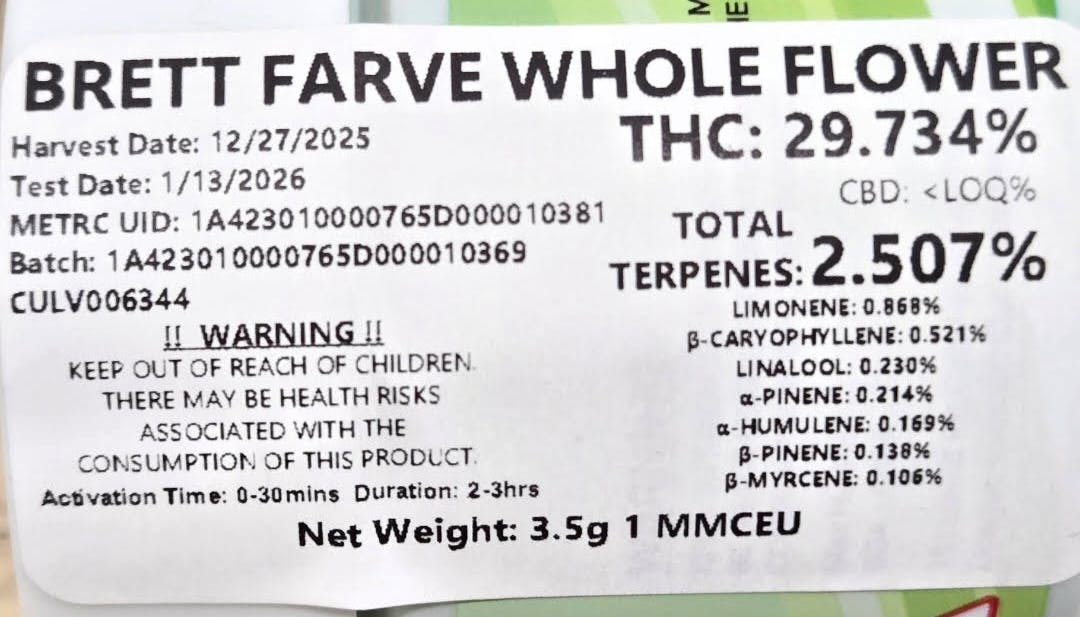 BRETT FARVE WHOLE FLOWER
Harvest Date: 12/27/2025
Test Date: 1/13/2026
METRC UID: 1A423010000765D000010381
Batch: 1A423010000765D000010369
CULV006344
!! WARNING !!
KEEP OUT OF REACH OF CHILDREN.
THERE MAY BE HEALTH RISKS
ASSOCIATED WITH THE
CONSUMPTION OF THIS PRODUCT.
Activation Time: 0-30mins Duration: 2-3hrs
THC: 29.734%
CBD: <LOQ%
TOTAL
TERPENES: 2.507%
LIMONENE: 0.868%
β-CARYOPHYLLENE: 0.521%
LINALOOL: 0.230%
α-PINENE: 0.214%
α-HUMULENE: 0.169%
β-PINENE: 0.138%
β-MYRCENE: 0.106%
Net Weight: 3.5g 1 MMCEU